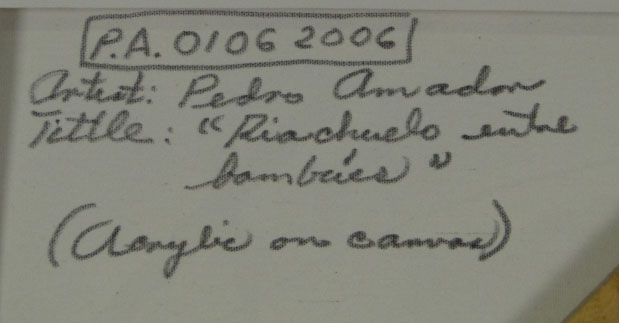 P.A. 0106 2006
Artist: Pedro Amador
Tittle: "Riachuelo entre
bambúes"
(Acrylic on canvas)